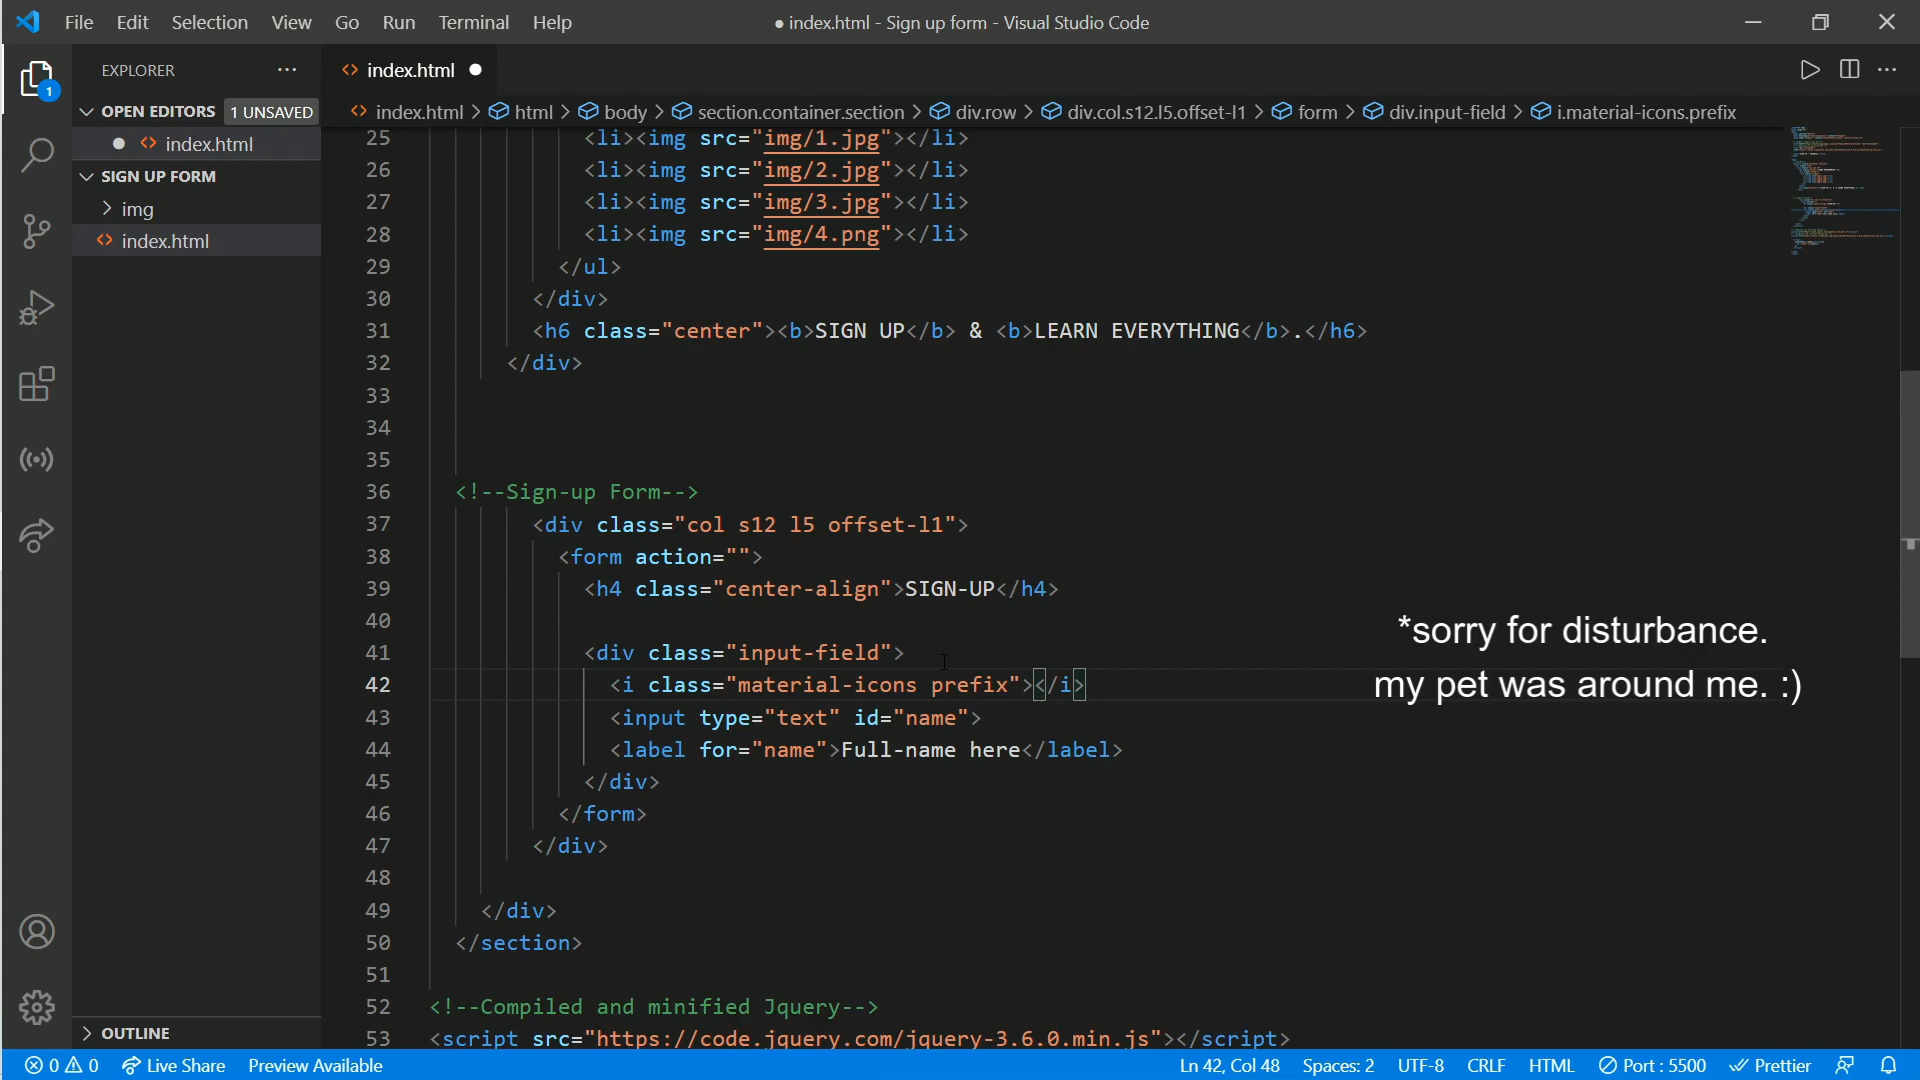 File Edit Selection View Go Run Terminal Help
● index.html - Sign up form - Visual Studio Code
EXPLORER
OPEN EDITORS 1 UNSAVED
index.html
SIGN UP FORM
img
index.html
OUTLINE
1
index.html
index.html > html > body > section.container.section > div.row > div.col.s12.l5.offset-l1 > form > div.input-field > i.material-icons.prefix
25 <li><img src="img/1.jpg"></li>
26 <li><img src="img/2.jpg"></li>
27 <li><img src="img/3.jpg"></li>
28 <li><img src="img/4.png"></li>
29 </ul>
30 </div>
31 <h6 class="center"><b>SIGN UP</b> & <b>LEARN EVERYTHING</b>.</h6>
32 </div>
33
34
35
36 <!--Sign-up Form-->
37 <div class="col s12 l5 offset-l1">
38 <form action="">
39 <h4 class="center-align">SIGN-UP</h4>
40
41 <div class="input-field">
42 <i class="material-icons prefix"></i>
43 <input type="text" id="name">
44 <label for="name">Full-name here</label>
45 </div>
46 </form>
47 </div>
48
49 </div>
50 </section>
51
52 <!--Compiled and minified Jquery-->
53 <script src="https://code.jquery.com/jquery-3.6.0.min.js"></script>
*sorry for disturbance.
my pet was around me. :)
0 0 Live Share Preview Available Ln 42, Col 48 Spaces: 2 UTF-8 CRLF HTML Port : 5500 Prettier